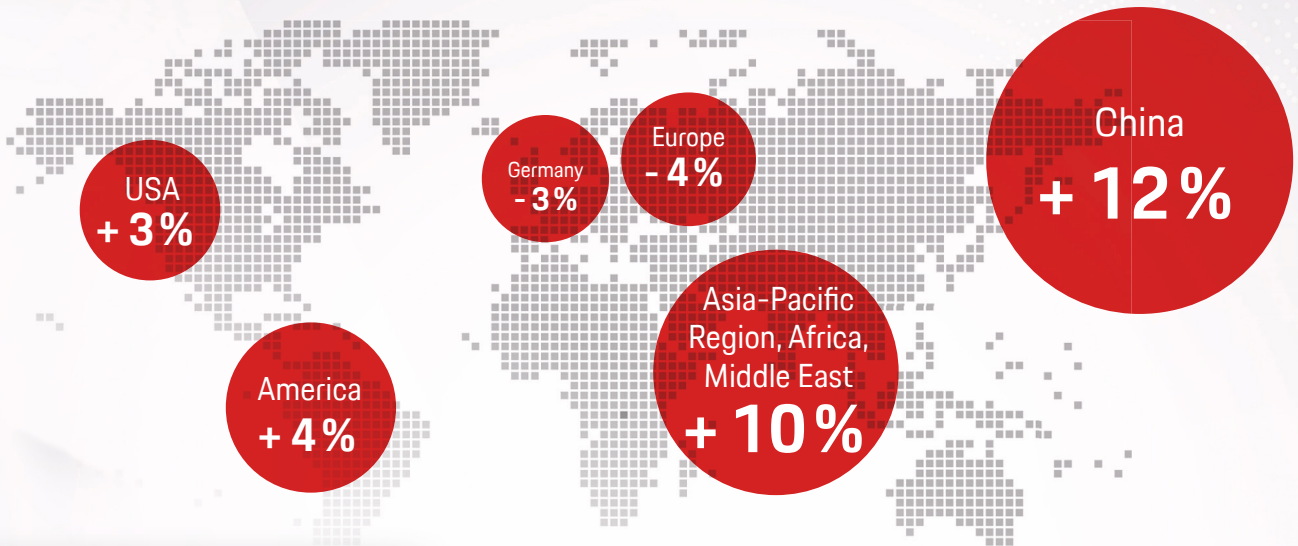 USA
+ 3 %
America
+ 4 %
Germany
- 3 %
Europe
- 4 %
Asia-Pacific
Region, Africa,
Middle East
+ 10 %
China
+ 12 %